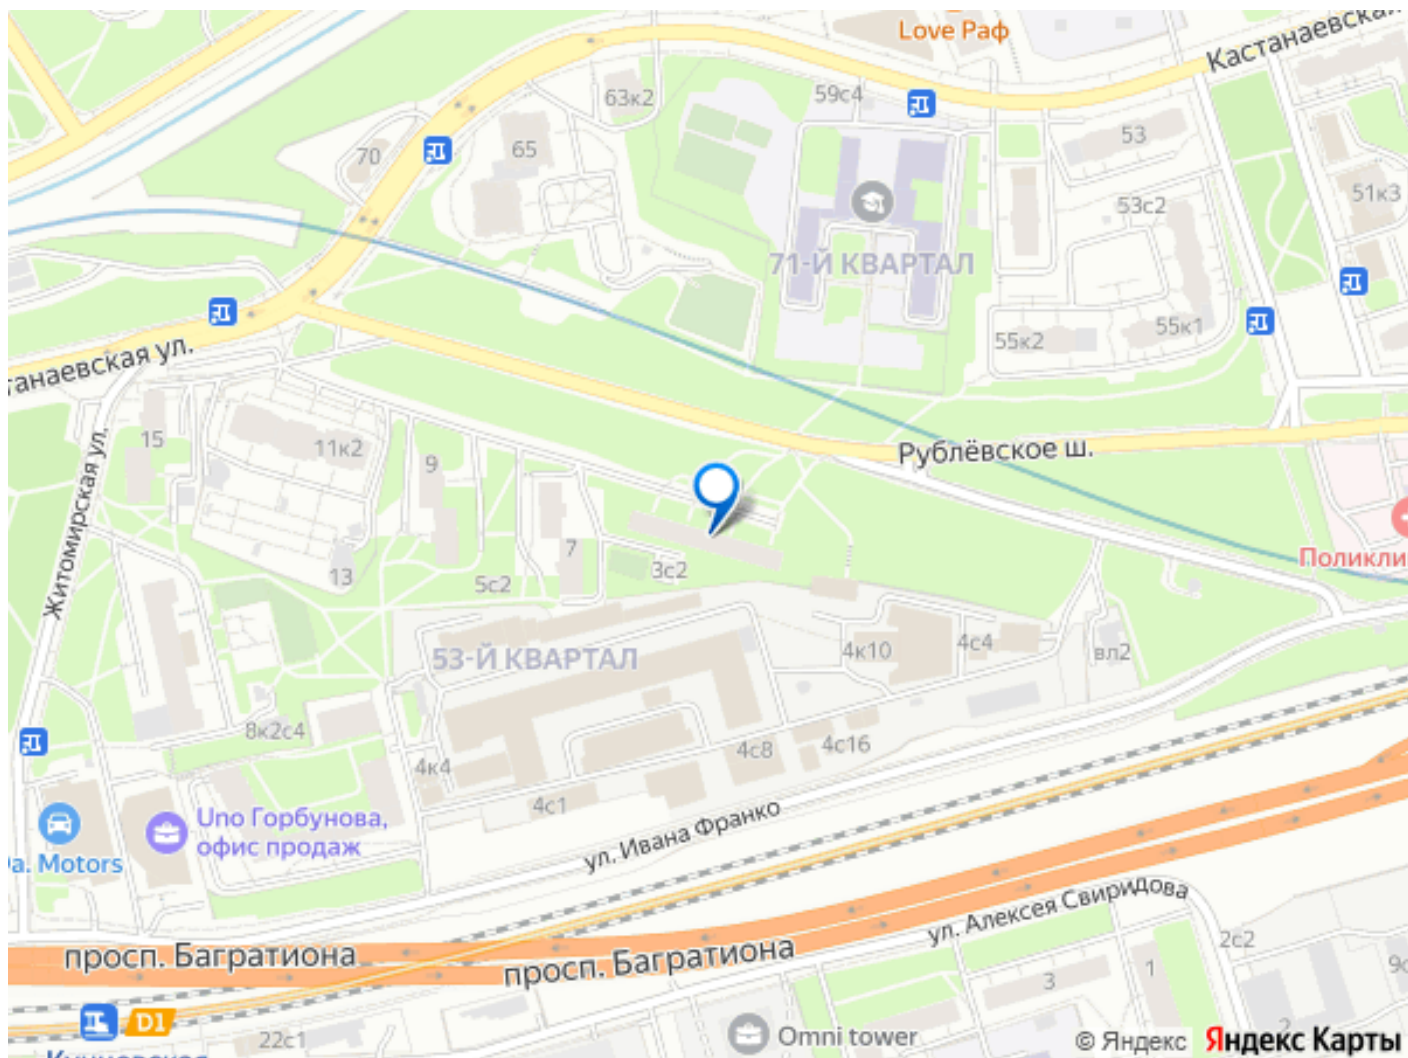 Love Раф
Кастанаевская
63к2
59с4
65
70
53
51к3
53с2
71-Й КВАРТАЛ
55к1
55к2
танаевская ул.
15
11к2
9
Рублёвское ш.
Житомирская ул.
7
3с2
13
5с2
Поликли
53-Й КВАРТАЛ
4к10
4с4
вл2
8к2с4
4с8
4с16
4к4
4с1
Uno Горбунова,
офис продаж
a. Motors
ул. Ивана Франко
ул. Алексея Свиридова
просп. Багратиона
просп. Багратиона
2с2
9с
3
1
2
D1
22с1
Omni tower
Кунцевская
© Яндекс Яндекс Карты